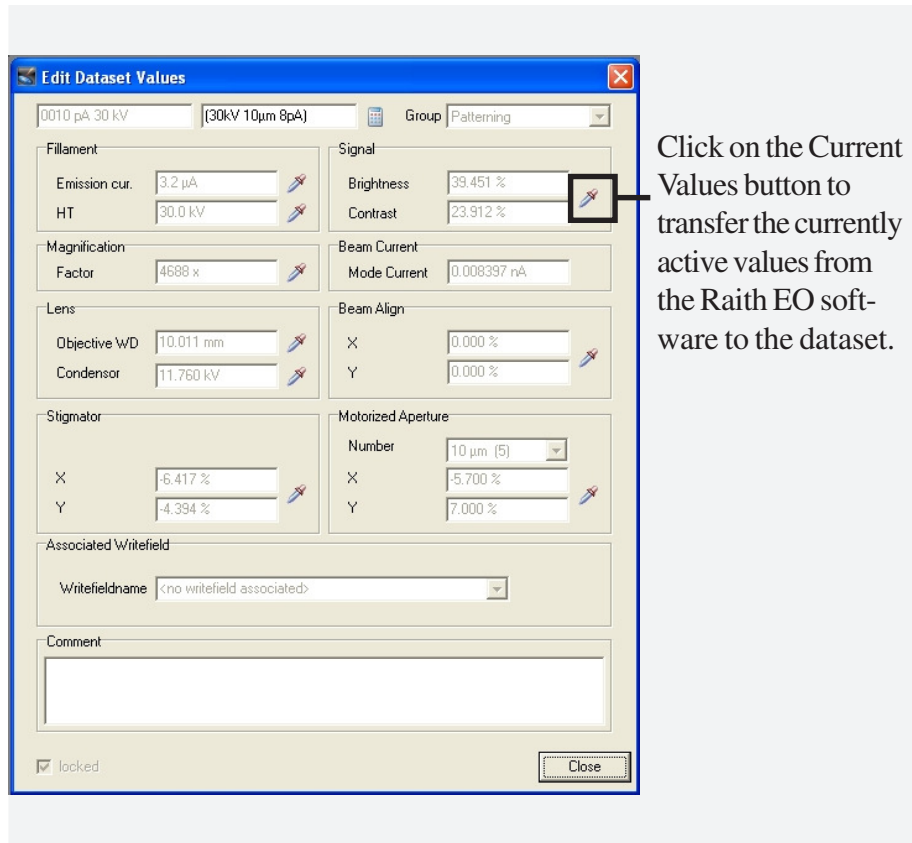 Edit Dataset Values
0010 pA 30 kV (30kV 10µm 8pA) Group Patterning
Fillament
Emission cur. 3.2 µA
HT 30.0 kV
Signal
Brightness 39.451 %
Contrast 23.912 %
Magnification
Factor 4688 x
Beam Current
Mode Current 0.008397 nA
Lens
Objective WD 10.011 mm
Condensor 11.760 kV
Beam Align
X 0.000 %
Y 0.000 %
Stigmator
X -6.417 %
Y -4.394 %
Motorized Aperture
Number 10 µm (5)
X -5.700 %
Y 7.000 %
Associated Writefield
Writefieldname <no writefield associated>
Comment
locked
Close
Click on the Current
Values button to
transfer the currently
active values from
the Raith EO soft-
ware to the dataset.